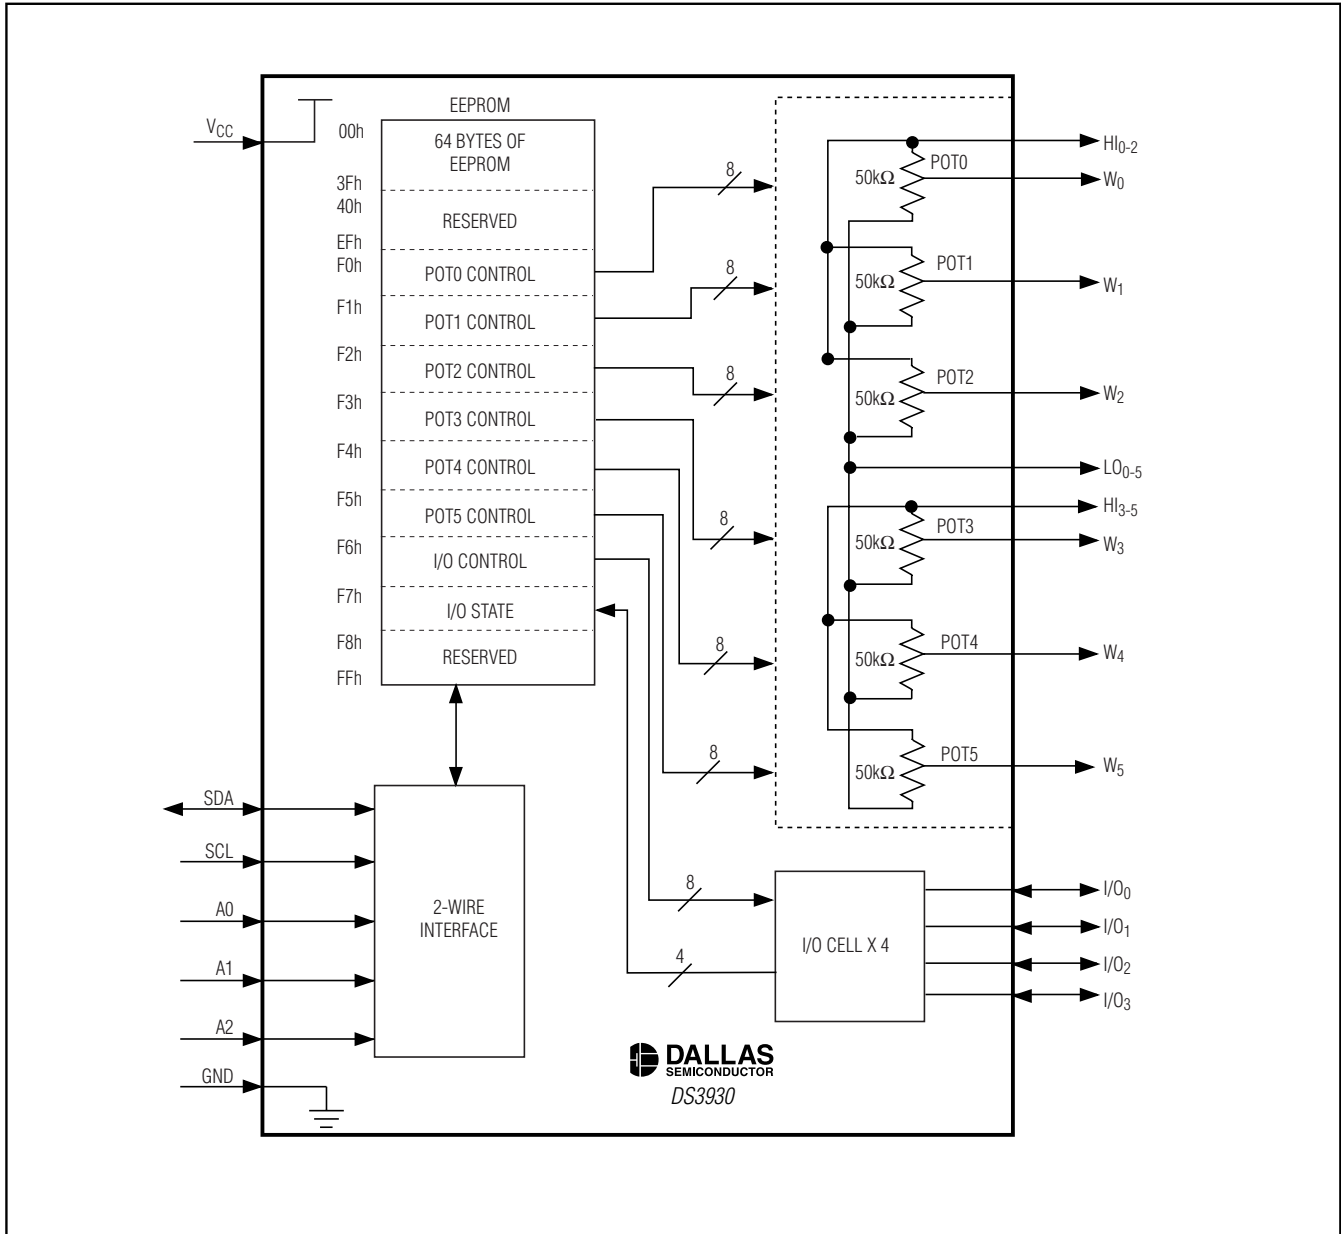 EEPROM
V_CC
00h
64 BYTES OF
EEPROM
3Fh
40h
RESERVED
EFh
F0h
POT0 CONTROL
F1h
POT1 CONTROL
F2h
POT2 CONTROL
F3h
POT3 CONTROL
F4h
POT4 CONTROL
F5h
POT5 CONTROL
F6h
I/O CONTROL
F7h
I/O STATE
F8h
RESERVED
FFh
8
8
8
8
8
8
8
4
50kΩ
POT0
HI0-2
W0
50kΩ
POT1
W1
50kΩ
POT2
W2
LO0-5
HI3-5
50kΩ
POT3
W3
50kΩ
POT4
W4
50kΩ
POT5
W5
SDA
SCL
A0
A1
A2
GND
2-WIRE
INTERFACE
I/O CELL X 4
I/O0
I/O1
I/O2
I/O3
DALLAS
SEMICONDUCTOR
DS3930